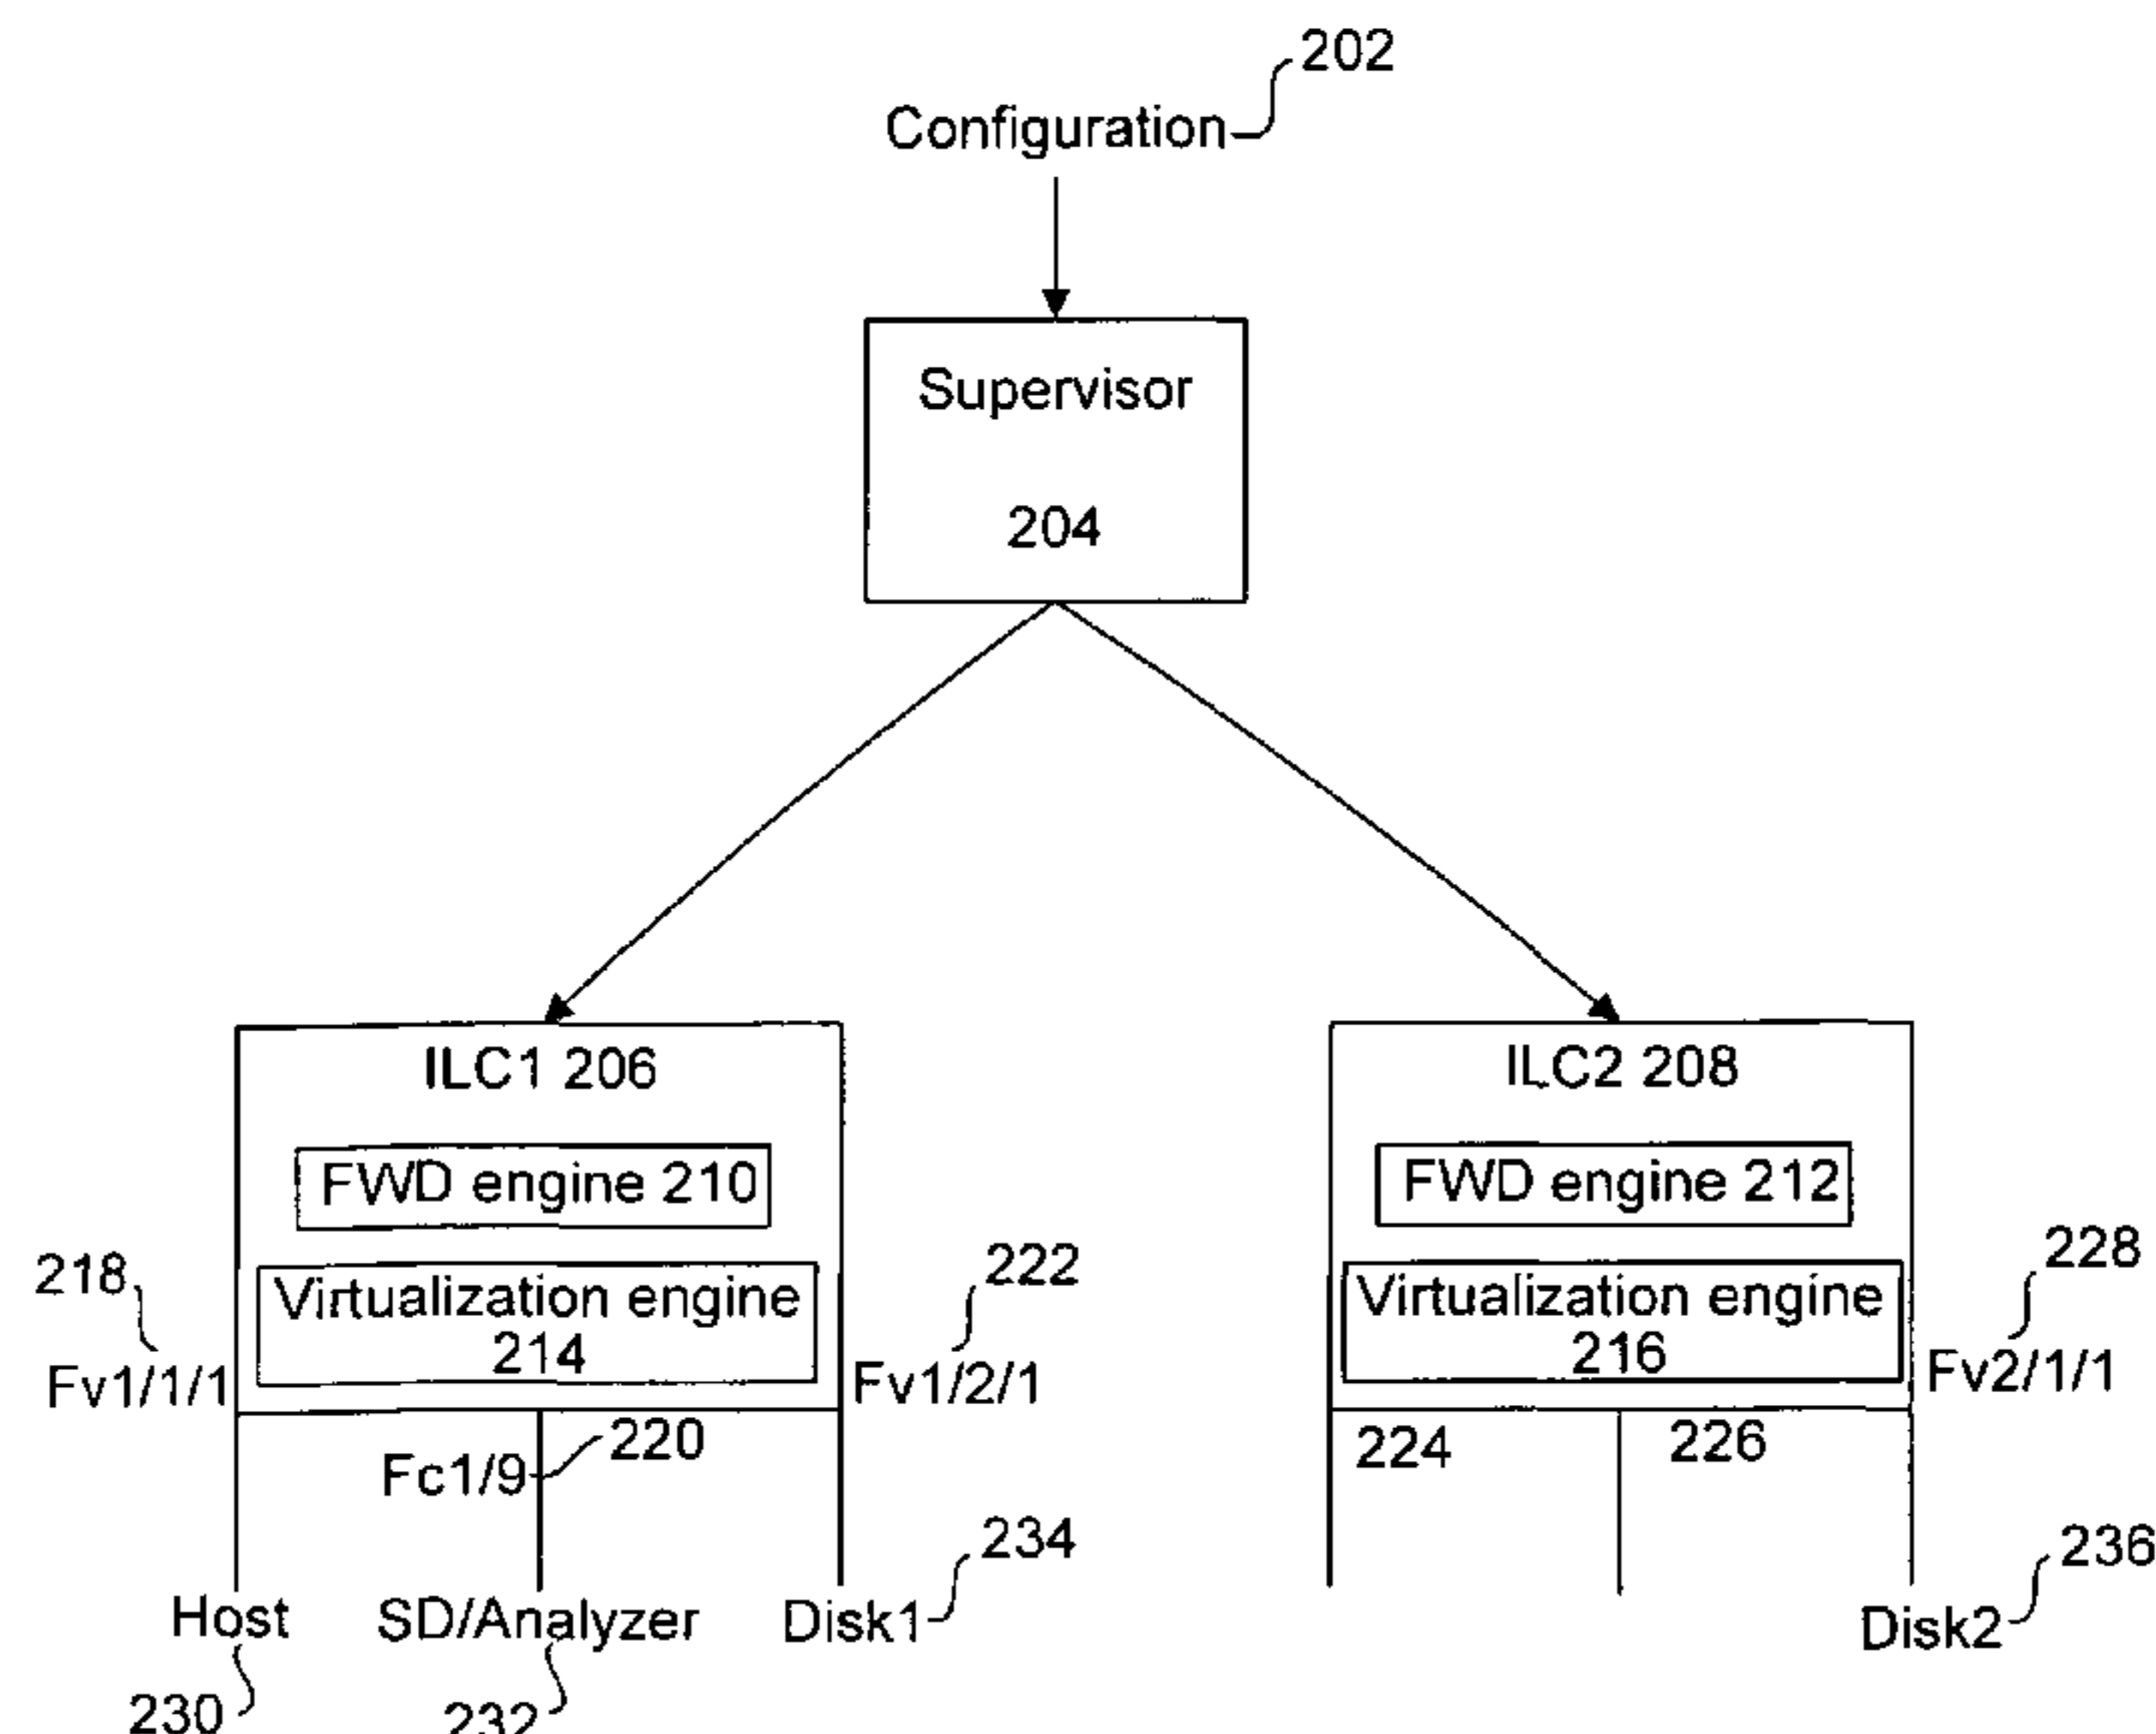 202
Configuration
Supervisor
204
ILC1 206
FWD engine 210
Virtualization engine
214
218
Fv1/1/1
222
Fv1/2/1
Fc1/9
220
Host
230
SD/Analyzer
232
Disk1
234
ILC2 208
FWD engine 212
Virtualization engine
216
228
Fv2/1/1
224
226
Disk2
236